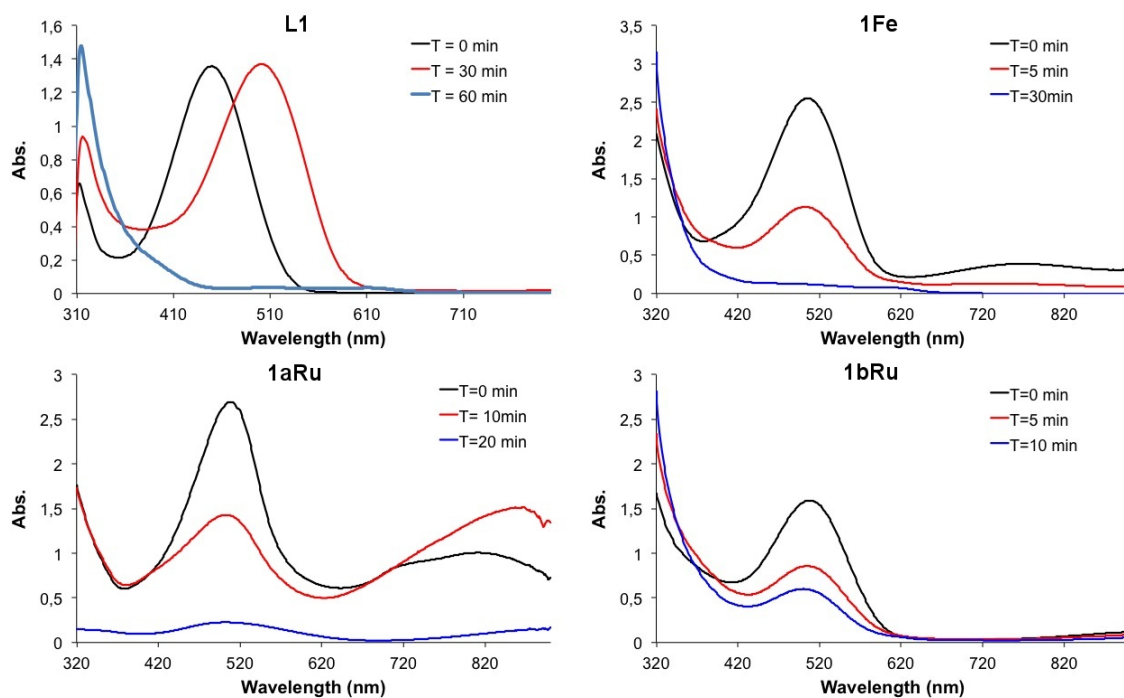 L1
T = 0 min
T = 30 min
T = 60 min
1,6
1,4
1,2
1
0,8
0,6
0,4
0,2
0
Abs.
310 410 510 610 710
Wavelength (nm)
1Fe
T=0 min
T=5 min
T=30min
3,5
3
2,5
2
1,5
1
0,5
0
Abs.
320 420 520 620 720 820
Wavelength (nm)
1aRu
T=0 min
T= 10min
T=20 min
3
2,5
2
1,5
1
0,5
0
Abs.
320 420 520 620 720 820
Wavelength (nm)
1bRu
T=0 min
T=5 min
T=10 min
3
2,5
2
1,5
1
0,5
0
Abs.
320 420 520 620 720 820
Wavelength (nm)